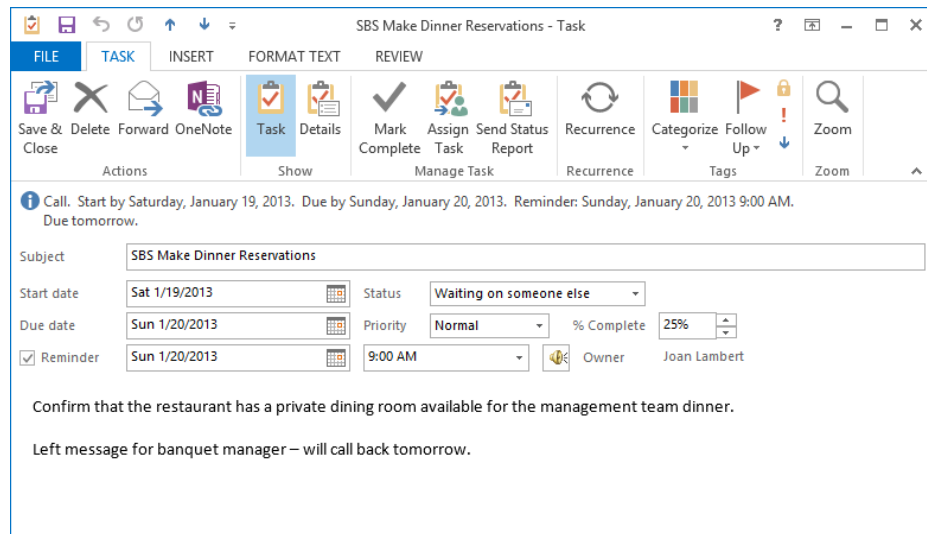 SBS Make Dinner Reservations - Task
?
FILE TASK INSERT FORMAT TEXT REVIEW
Save & Delete Forward OneNote Task Details Mark Assign Send Status Recurrence Categorize Follow Zoom
Close Complete Task Report Up
Actions Show Manage Task Recurrence Tags Zoom
Call. Start by Saturday, January 19, 2013. Due by Sunday, January 20, 2013. Reminder: Sunday, January 20, 2013 9:00 AM.
Due tomorrow.
Subject SBS Make Dinner Reservations
Start date Sat 1/19/2013 Status Waiting on someone else
Due date Sun 1/20/2013 Priority Normal % Complete 25%
Reminder Sun 1/20/2013 9:00 AM Owner Joan Lambert
Confirm that the restaurant has a private dining room available for the management team dinner.
Left message for banquet manager – will call back tomorrow.